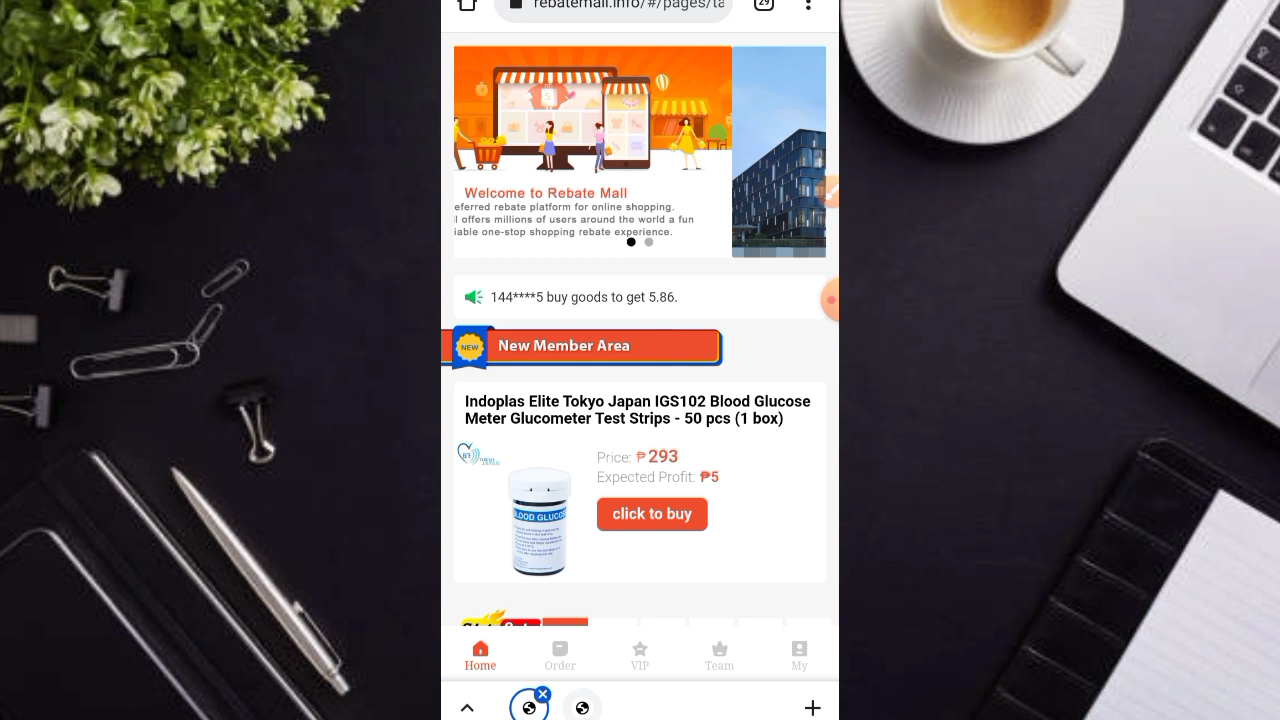 rebatemall.info/#/pages/ta
29
Welcome to Rebate Mall
eferred rebate platform for online shopping.
l offers millions of users around the world a fun
iable one-stop shopping rebate experience.
144****5 buy goods to get 5.86.
NEW
New Member Area
Indoplas Elite Tokyo Japan IGS102 Blood Glucose
Meter Glucometer Test Strips - 50 pcs (1 box)
Price: ₱ 293
Expected Profit: ₱5
BLOOD GLUCOS
click to buy
Home
Order
VIP
Team
My